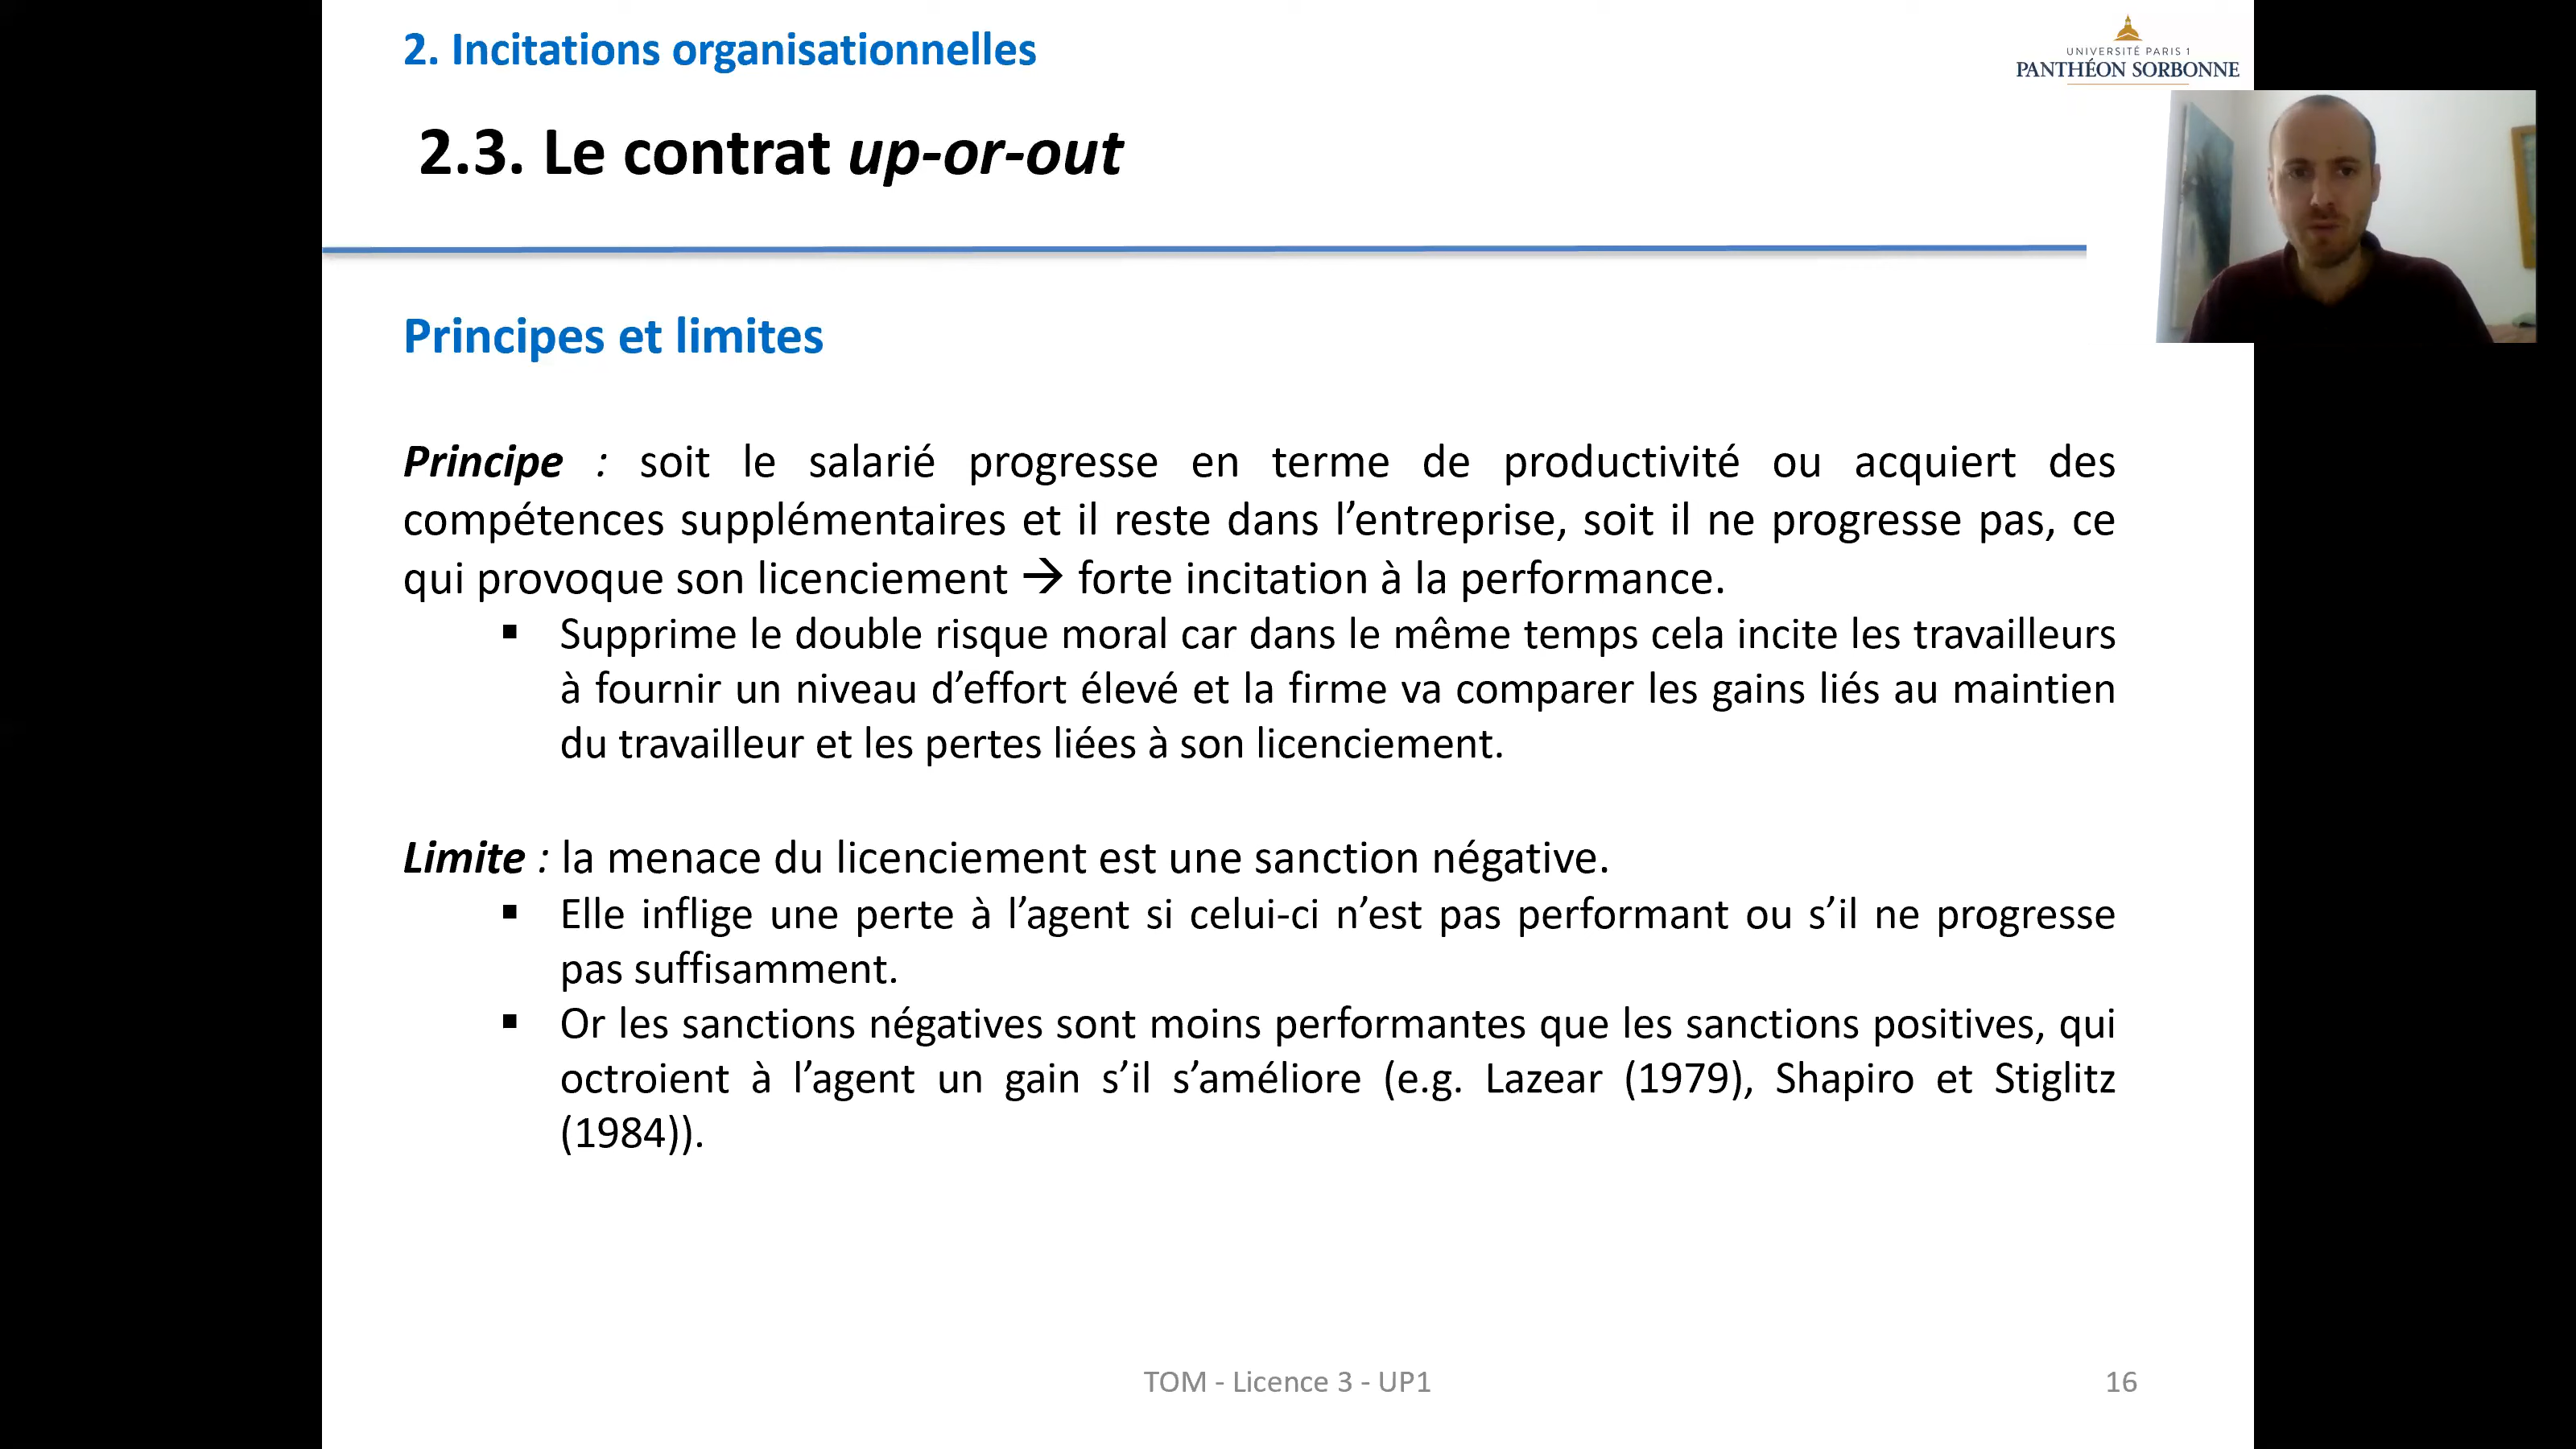 2. Incitations organisationnelles
UNIVERSITÉ PARIS 1
PANTHÉON SORBONNE
2.3. Le contrat up-or-out
Principes et limites
Principe : soit le salarié progresse en terme de productivité ou acquiert des
compétences supplémentaires et il reste dans l’entreprise, soit il ne progresse pas, ce
qui provoque son licenciement → forte incitation à la performance.
▪ Supprime le double risque moral car dans le même temps cela incite les travailleurs
à fournir un niveau d’effort élevé et la firme va comparer les gains liés au maintien
du travailleur et les pertes liées à son licenciement.
Limite : la menace du licenciement est une sanction négative.
▪ Elle inflige une perte à l’agent si celui-ci n’est pas performant ou s’il ne progresse
pas suffisamment.
▪ Or les sanctions négatives sont moins performantes que les sanctions positives, qui
octroient à l’agent un gain s’il s’améliore (e.g. Lazear (1979), Shapiro et Stiglitz
(1984)).
TOM - Licence 3 - UP1
16